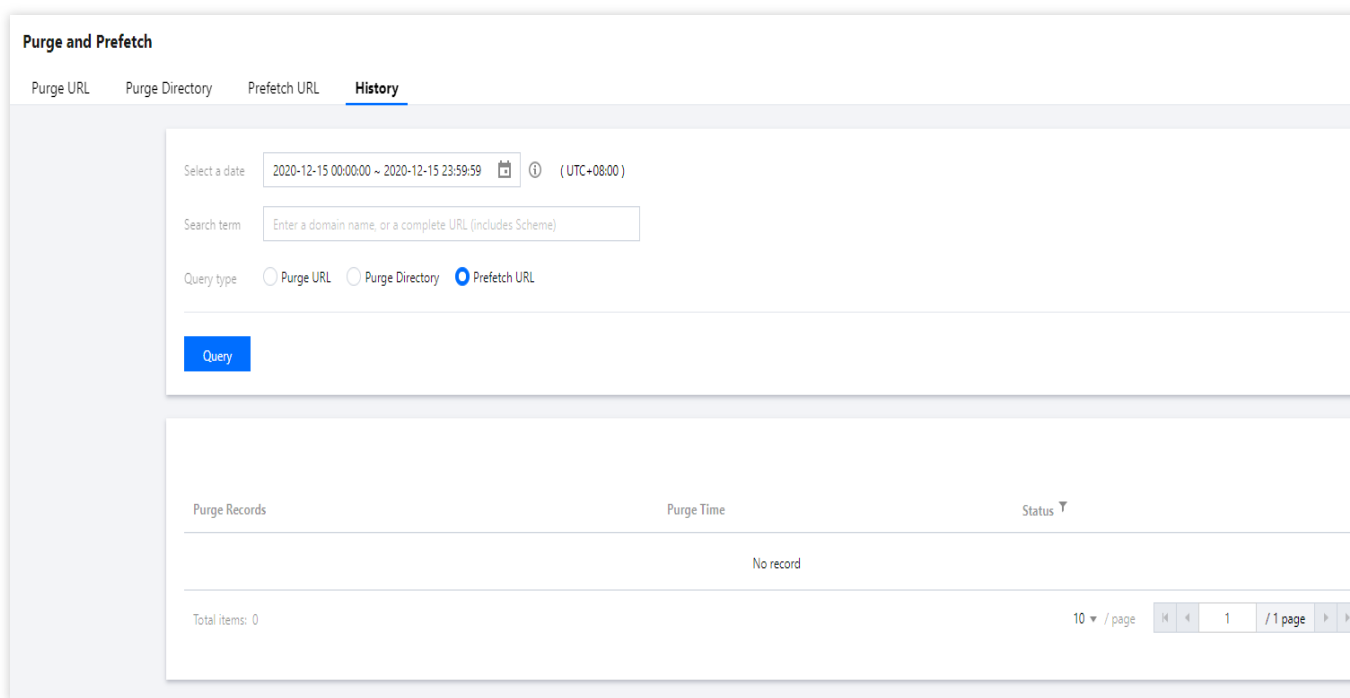 Purge and Prefetch
Purge URL Purge Directory Prefetch URL History
Select a date 2020-12-15 00:00:00 ~ 2020-12-15 23:59:59 ( UTC+08:00 )
Search term Enter a domain name, or a complete URL (includes Scheme)
Query type Purge URL Purge Directory Prefetch URL
Query
Purge Records Purge Time Status
No record
Total items: 0 10 / page 1 / 1 page